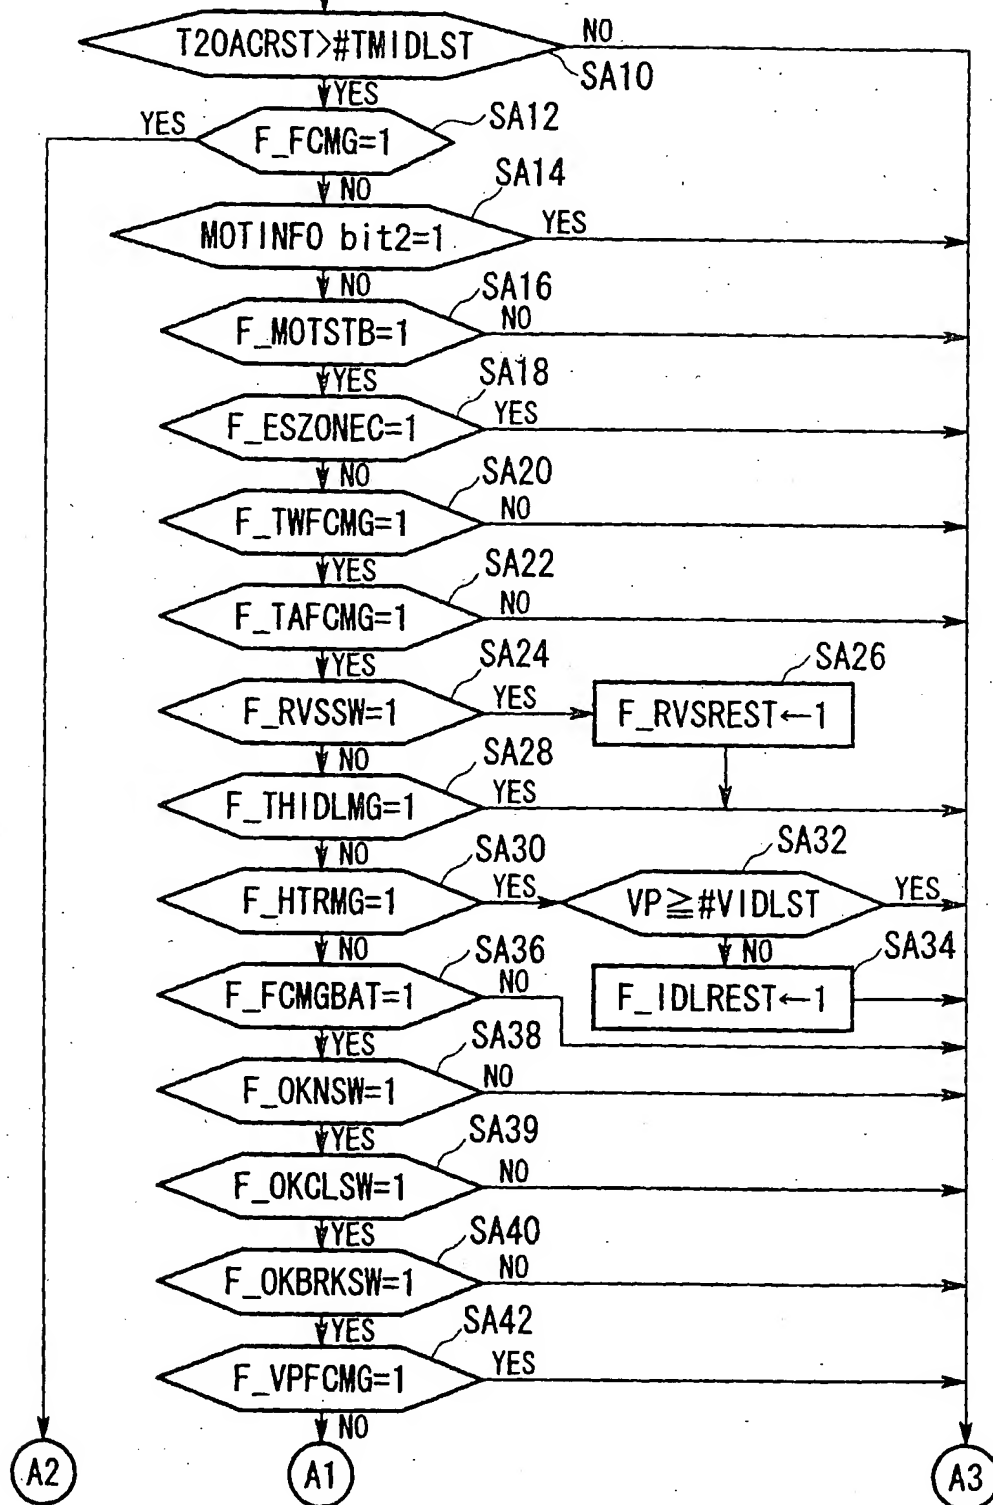 T20ACRST>#TMIDLST
NO
SA10
YES
F_FCMG=1
YES
SA12
NO
MOTINFO bit2=1
SA14
YES
NO
F_MOTSTB=1
SA16
NO
YES
F_ESZONEC=1
SA18
YES
NO
F_TWFCMG=1
SA20
NO
YES
F_TAFCMG=1
SA22
NO
YES
F_RVSSW=1
SA24
YES
F_RVSREST←1
SA26
NO
F_THIDLMG=1
SA28
YES
NO
F_HTRMG=1
SA30
YES
VP≧#VIDLST
SA32
YES
NO
F_IDLREST←1
SA34
NO
F_FCMGBAT=1
SA36
NO
YES
F_OKNSW=1
SA38
NO
YES
F_OKCLSW=1
SA39
NO
YES
F_OKBRKSW=1
SA40
NO
YES
F_VPFCMG=1
SA42
YES
NO
A2
A1
A3